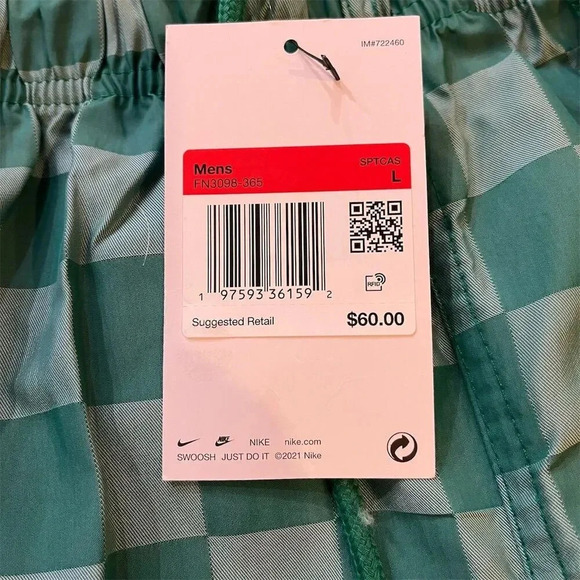 IM#722460
Mens SPTCAS
FN3098-365 L
RFID
1 97593 36159 2
Suggested Retail $60.00
NIKE NIKE nike.com
SWOOSH JUST DO IT ©2021 Nike